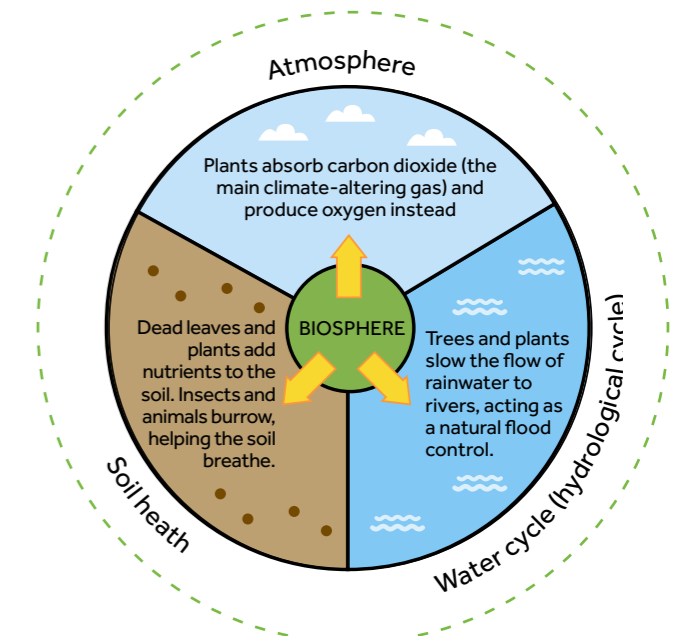 Atmosphere
Plants absorb carbon dioxide (the
main climate-altering gas) and
produce oxygen instead
BIOSPHERE
Dead leaves and
plants add
nutrients to the
soil. Insects and
animals burrow,
helping the soil
breathe.
Trees and plants
slow the flow of
rainwater to
rivers, acting as
a natural flood
control.
Soil heath
Water cycle (hydrological cycle)